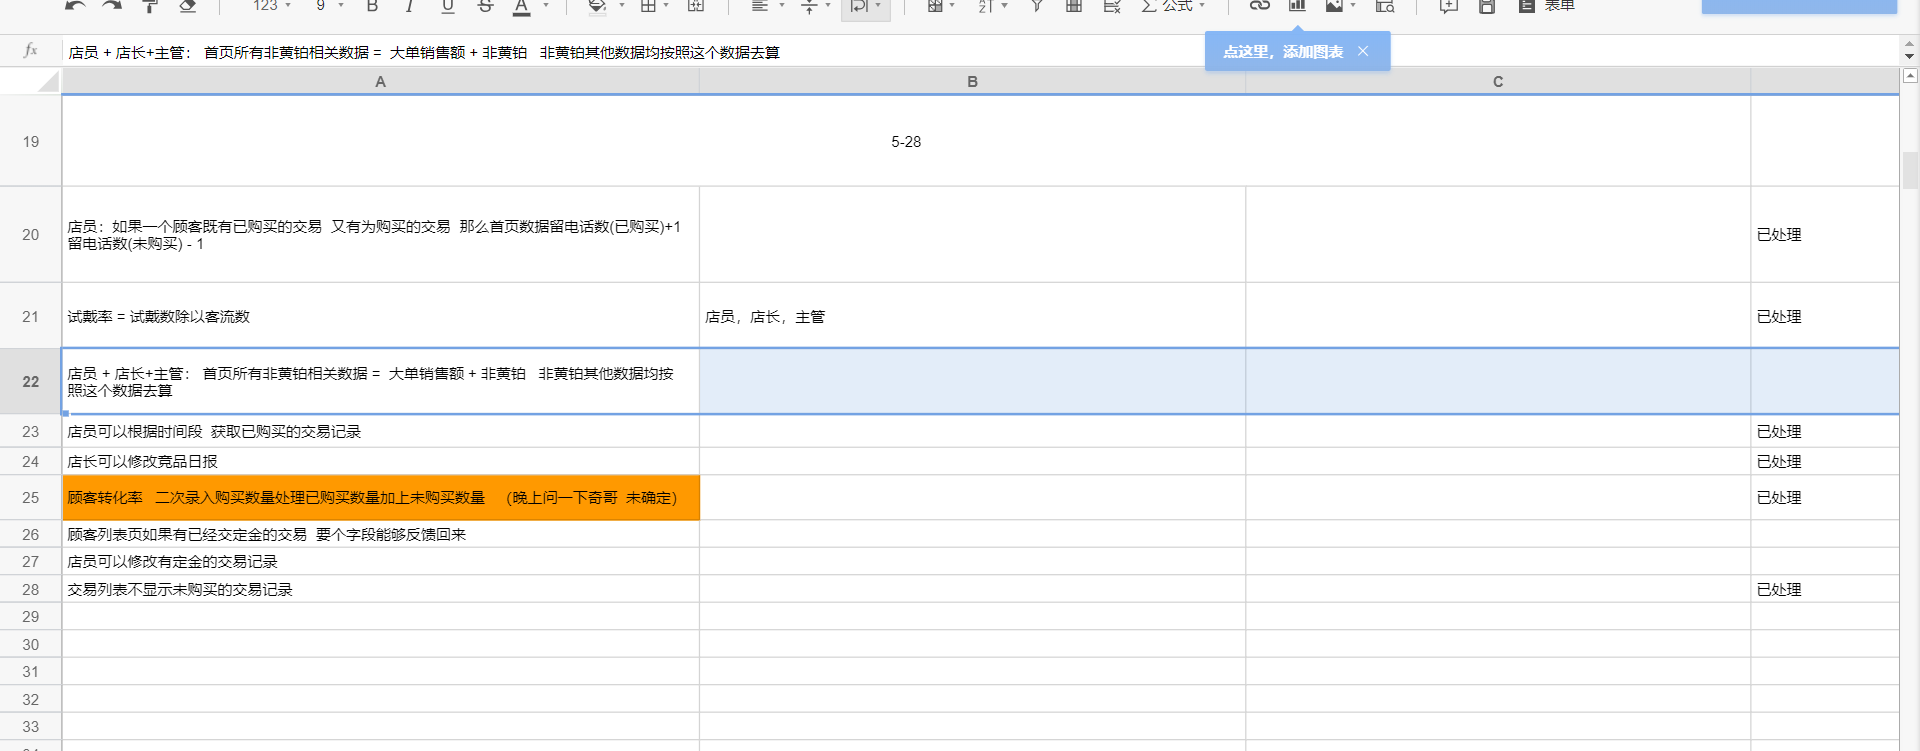 123 9 B I U S A 公式 表单
fx 店员 + 店长+主管： 首页所有非黄铂相关数据 = 大单销售额 + 非黄铂 非黄铂其他数据均按照这个数据去算
点这里，添加图表 ×
A B C
19 5-28
20 店员：如果一个顾客既有已购买的交易 又有为购买的交易 那么首页数据留电话数(已购买)+1
留电话数(未购买) - 1
已处理
21 试戴率 = 试戴数除以客流数 店员，店长，主管 已处理
22 店员 + 店长+主管： 首页所有非黄铂相关数据 = 大单销售额 + 非黄铂 非黄铂其他数据均按
照这个数据去算
23 店员可以根据时间段 获取已购买的交易记录 已处理
24 店长可以修改竞品日报 已处理
25 顾客转化率 二次录入购买数量处理已购买数量加上未购买数量 （晚上问一下奇哥 未确定） 已处理
26 顾客列表页如果有已经交定金的交易 要个字段能够反馈回来
27 店员可以修改有定金的交易记录
28 交易列表不显示未购买的交易记录 已处理
29
30
31
32
33